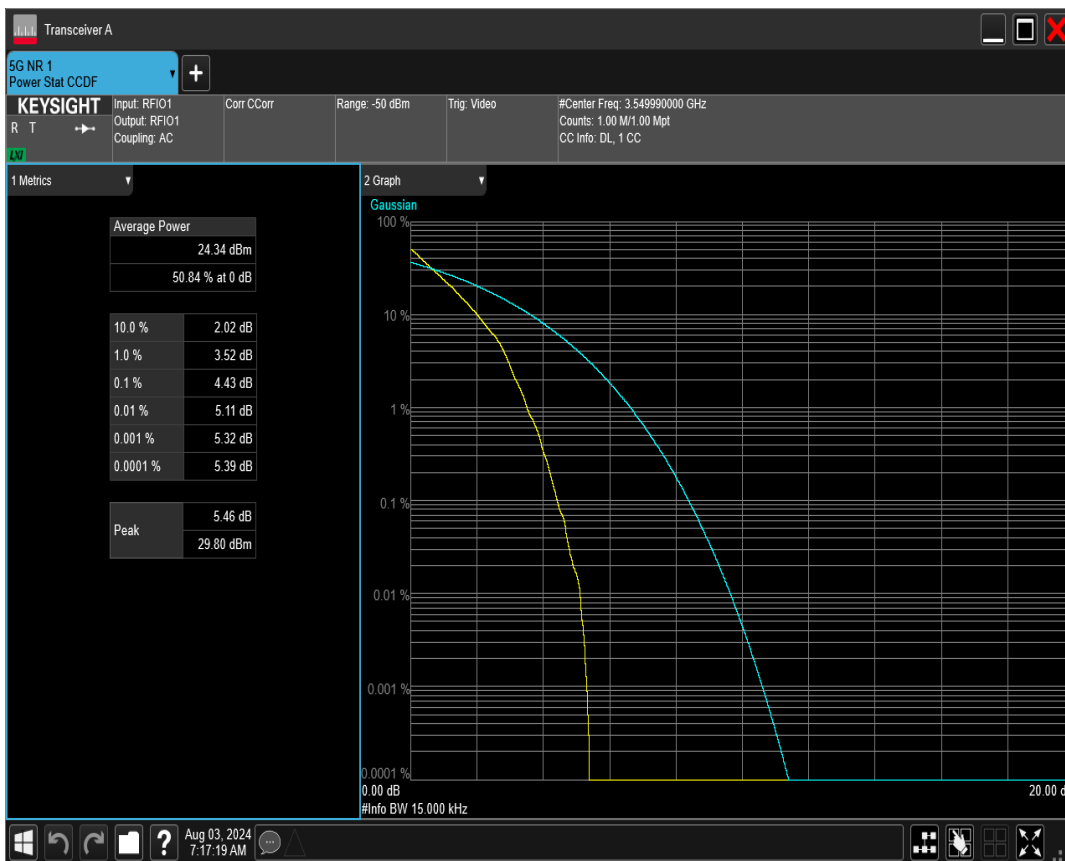 Transceiver A
5G NR 1
Power Stat CCDF
KEYSIGHT
R T
LXI
Input: RFIO1
Output: RFIO1
Coupling: AC
Corr CCorr
Range: -50 dBm
Trig: Video
#Center Freq: 3.549990000 GHz
Counts: 1.00 M/1.00 Mpt
CC Info: DL, 1 CC
1 Metrics
Average Power
24.34 dBm
50.84 % at 0 dB
10.0 % 2.02 dB
1.0 % 3.52 dB
0.1 % 4.43 dB
0.01 % 5.11 dB
0.001 % 5.32 dB
0.0001 % 5.39 dB
Peak 5.46 dB
29.80 dBm
2 Graph
Gaussian
100 %
10 %
1 %
0.1 %
0.01 %
0.001 %
0.0001 %
0.00 dB 20.00 d
#Info BW 15.000 kHz
Aug 03, 2024
7:17:19 AM